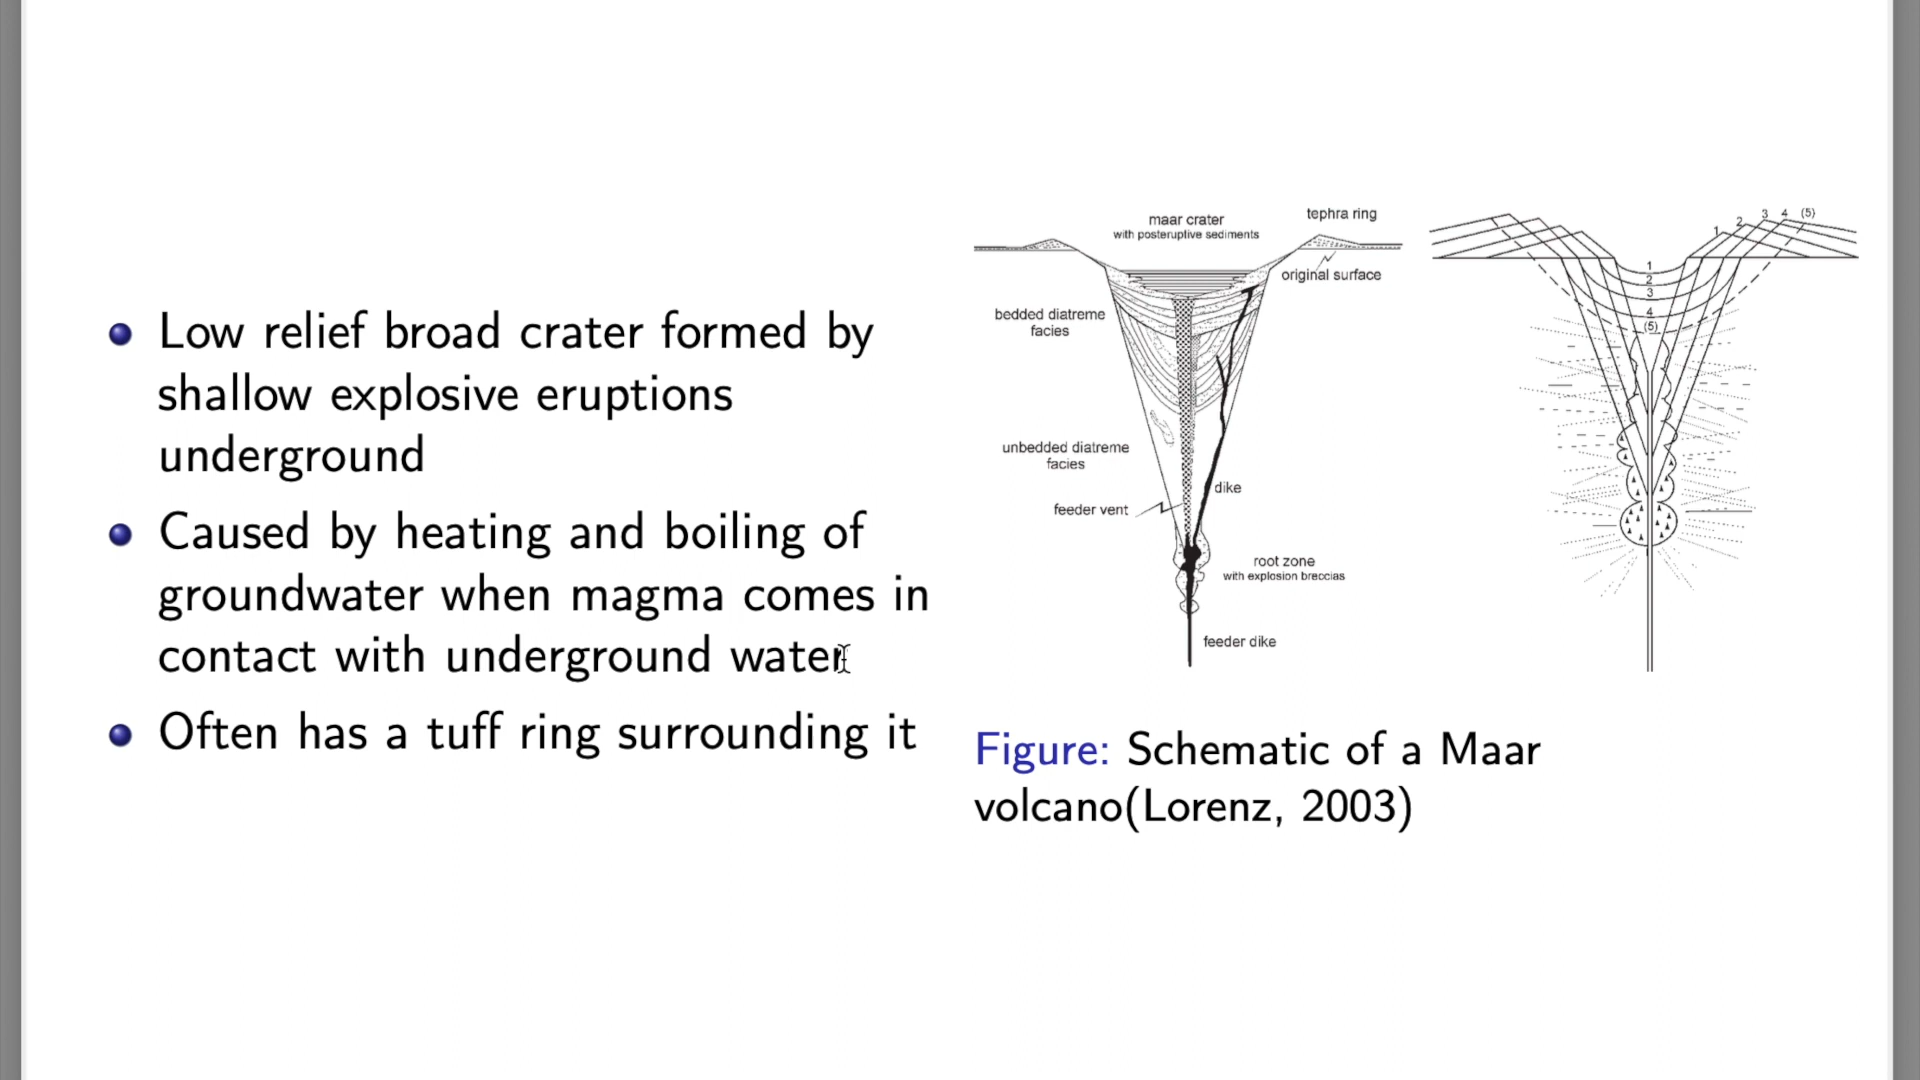 Low relief broad crater formed by
shallow explosive eruptions
underground
Caused by heating and boiling of
groundwater when magma comes in
contact with underground water
Often has a tuff ring surrounding it
maar crater
with posteruptive sediments
tephra ring
original surface
bedded diatreme
facies
unbedded diatreme
facies
feeder vent
dike
root zone
with explosion breccias
feeder dike
1 2 3 4 (5)
1
2
3
4
(5)
Figure: Schematic of a Maar
volcano(Lorenz, 2003)